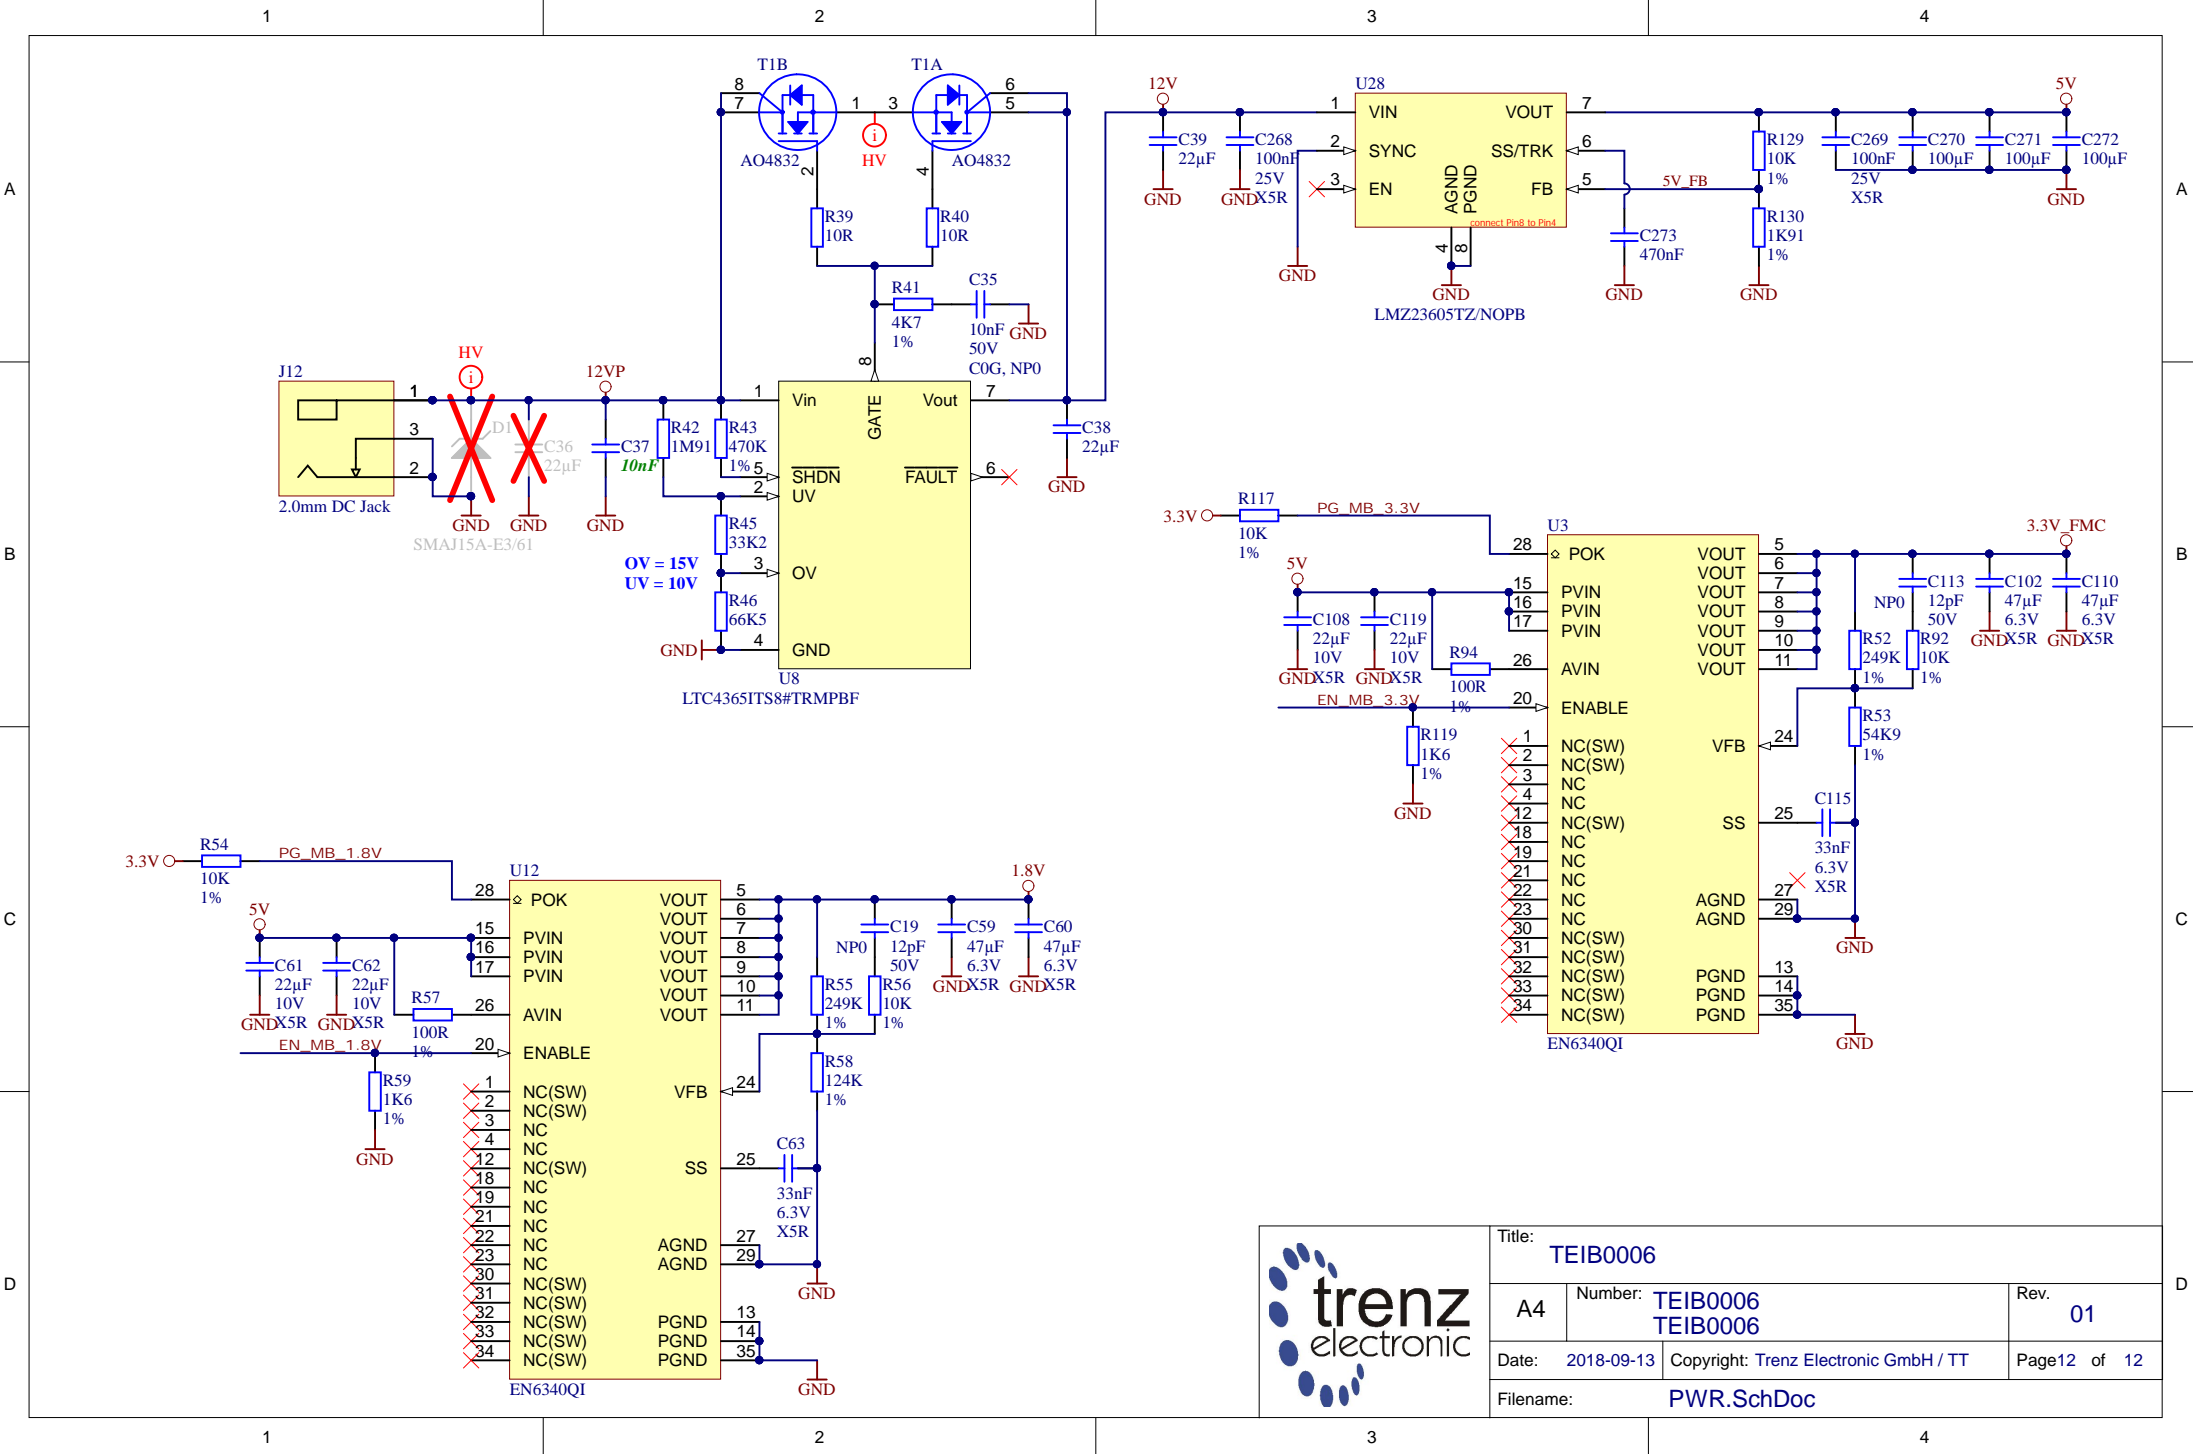 1 2 3 4
A
B
C
D
A
B
C
D
T1B
8
7
1
2
AO4832
T1A
3
6
5
4
AO4832
i
HV
R39
10R
R40
10R
R41
4K7
1%
C35
10nF
50V
C0G, NP0
GND
J12
1
3
2
2.0mm DC Jack
HV
i
D1
GND
SMAJ15A-E3/61
C36
22µF
GND
12VP
C37
10nF
GND
R42
1M91
R43
470K
1%
R45
33K2
R46
66K5
OV = 15V
UV = 10V
GND
1 Vin
5 SHDN
2 UV
3 OV
4 GND
8 GATE
Vout 7
FAULT 6
U8
LTC4365ITS8#TRMPBF
C38
22µF
GND
12V
C39
22µF
GND
C268
100nF
25V
X5R
GND
GND
U28
1 VIN
2 SYNC
3 EN
VOUT 7
SS/TRK 6
FB 5
AGND
PGND
connect Pin8 to Pin4
4
8
GND
LMZ23605TZ/NOPB
5V_FB
C273
470nF
GND
R129
10K
1%
R130
1K91
1%
GND
C269
100nF
25V
X5R
C270
100µF
C271
100µF
5V
C272
100µF
GND
3.3V
R117
10K
1%
PG_MB_3.3V
5V
C108
22µF
10V
X5R
GND
C119
22µF
10V
X5R
GND
R94
100R
1%
EN_MB_3.3V
R119
1K6
1%
GND
U3
28 POK
15 PVIN
16 PVIN
17 PVIN
26 AVIN
20 ENABLE
1 NC(SW)
2 NC(SW)
3 NC
4 NC
12 NC(SW)
18 NC
19 NC
21 NC
22 NC
23 NC
30 NC(SW)
31 NC(SW)
32 NC(SW)
33 NC(SW)
34 NC(SW)
VOUT 5
VOUT 6
VOUT 7
VOUT 8
VOUT 9
VOUT 10
VOUT 11
VFB 24
SS 25
AGND 27
AGND 29
PGND 13
PGND 14
PGND 35
EN6340QI
R52
249K
1%
C113
NP0
12pF
50V
R92
10K
1%
C102
47µF
6.3V
X5R
GND
3.3V_FMC
C110
47µF
6.3V
X5R
GND
R53
54K9
1%
C115
33nF
6.3V
X5R
GND
GND
3.3V
R54
10K
1%
PG_MB_1.8V
5V
C61
22µF
10V
X5R
GND
C62
22µF
10V
X5R
GND
R57
100R
1%
EN_MB_1.8V
R59
1K6
1%
GND
U12
28 POK
15 PVIN
16 PVIN
17 PVIN
26 AVIN
20 ENABLE
1 NC(SW)
2 NC(SW)
3 NC
4 NC
12 NC(SW)
18 NC
19 NC
21 NC
22 NC
23 NC
30 NC(SW)
31 NC(SW)
32 NC(SW)
33 NC(SW)
34 NC(SW)
VOUT 5
VOUT 6
VOUT 7
VOUT 8
VOUT 9
VOUT 10
VOUT 11
VFB 24
SS 25
AGND 27
AGND 29
PGND 13
PGND 14
PGND 35
EN6340QI
R55
249K
1%
C19
NP0
12pF
50V
R56
10K
1%
C59
47µF
6.3V
X5R
GND
1.8V
C60
47µF
6.3V
X5R
GND
R58
124K
1%
C63
33nF
6.3V
X5R
GND
GND
trenz
electronic
Title:
TEIB0006
A4
Number: TEIB0006
TEIB0006
Rev.
01
Date: 2018-09-13
Copyright: Trenz Electronic GmbH / TT
Page12 of 12
Filename: PWR.SchDoc
1 2 3 4